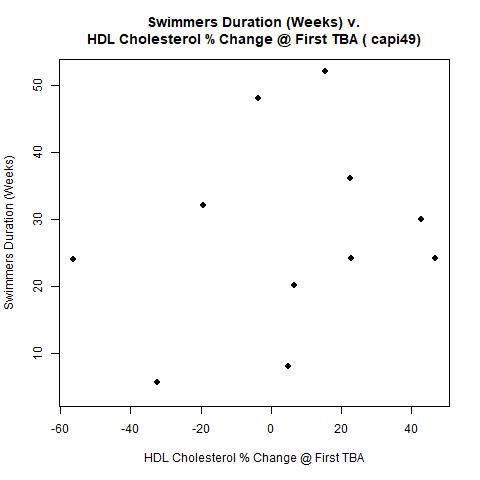 Swimmers Duration (Weeks) v.
HDL Cholesterol % Change @ First TBA ( capi49)
Swimmers Duration (Weeks)
50
40
30
20
10
-60 -40 -20 0 20 40
HDL Cholesterol % Change @ First TBA